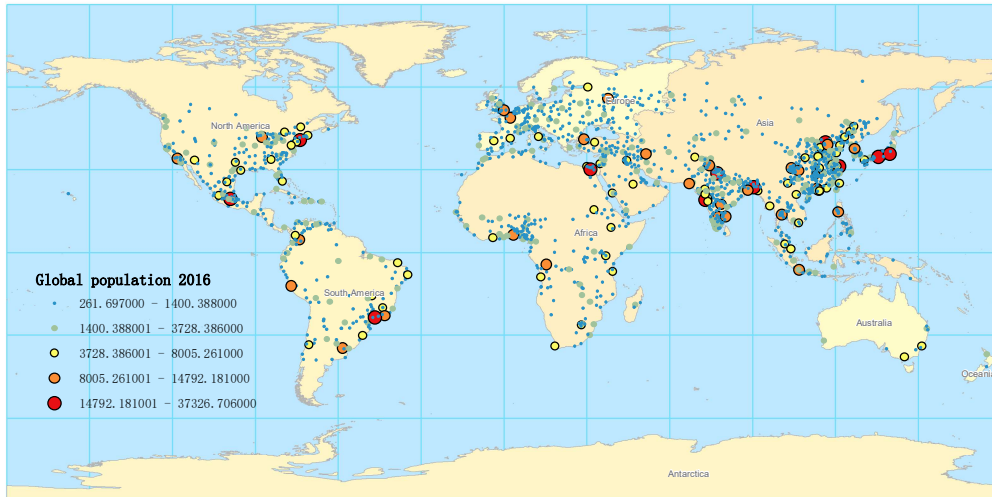 North America
Europe
Asia
Africa
South America
Australia
Oceani
Antarctica
Global population 2016
261.697000 - 1400.388000
1400.388001 - 3728.386000
3728.386001 - 8005.261000
8005.261001 - 14792.181000
14792.181001 - 37326.706000